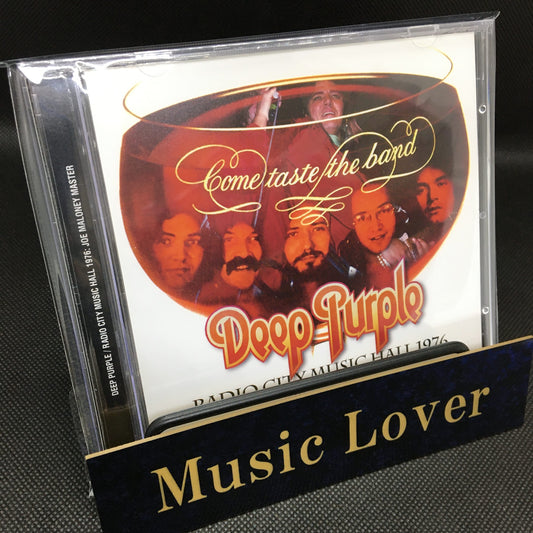 DEEP PURPLE / RADIO CITY MUSIC HALL 1976: JOE MALONEY MASTER
Come taste the band
Deep Purple
RADIO CITY MUSIC HALL 1976
Music Lover